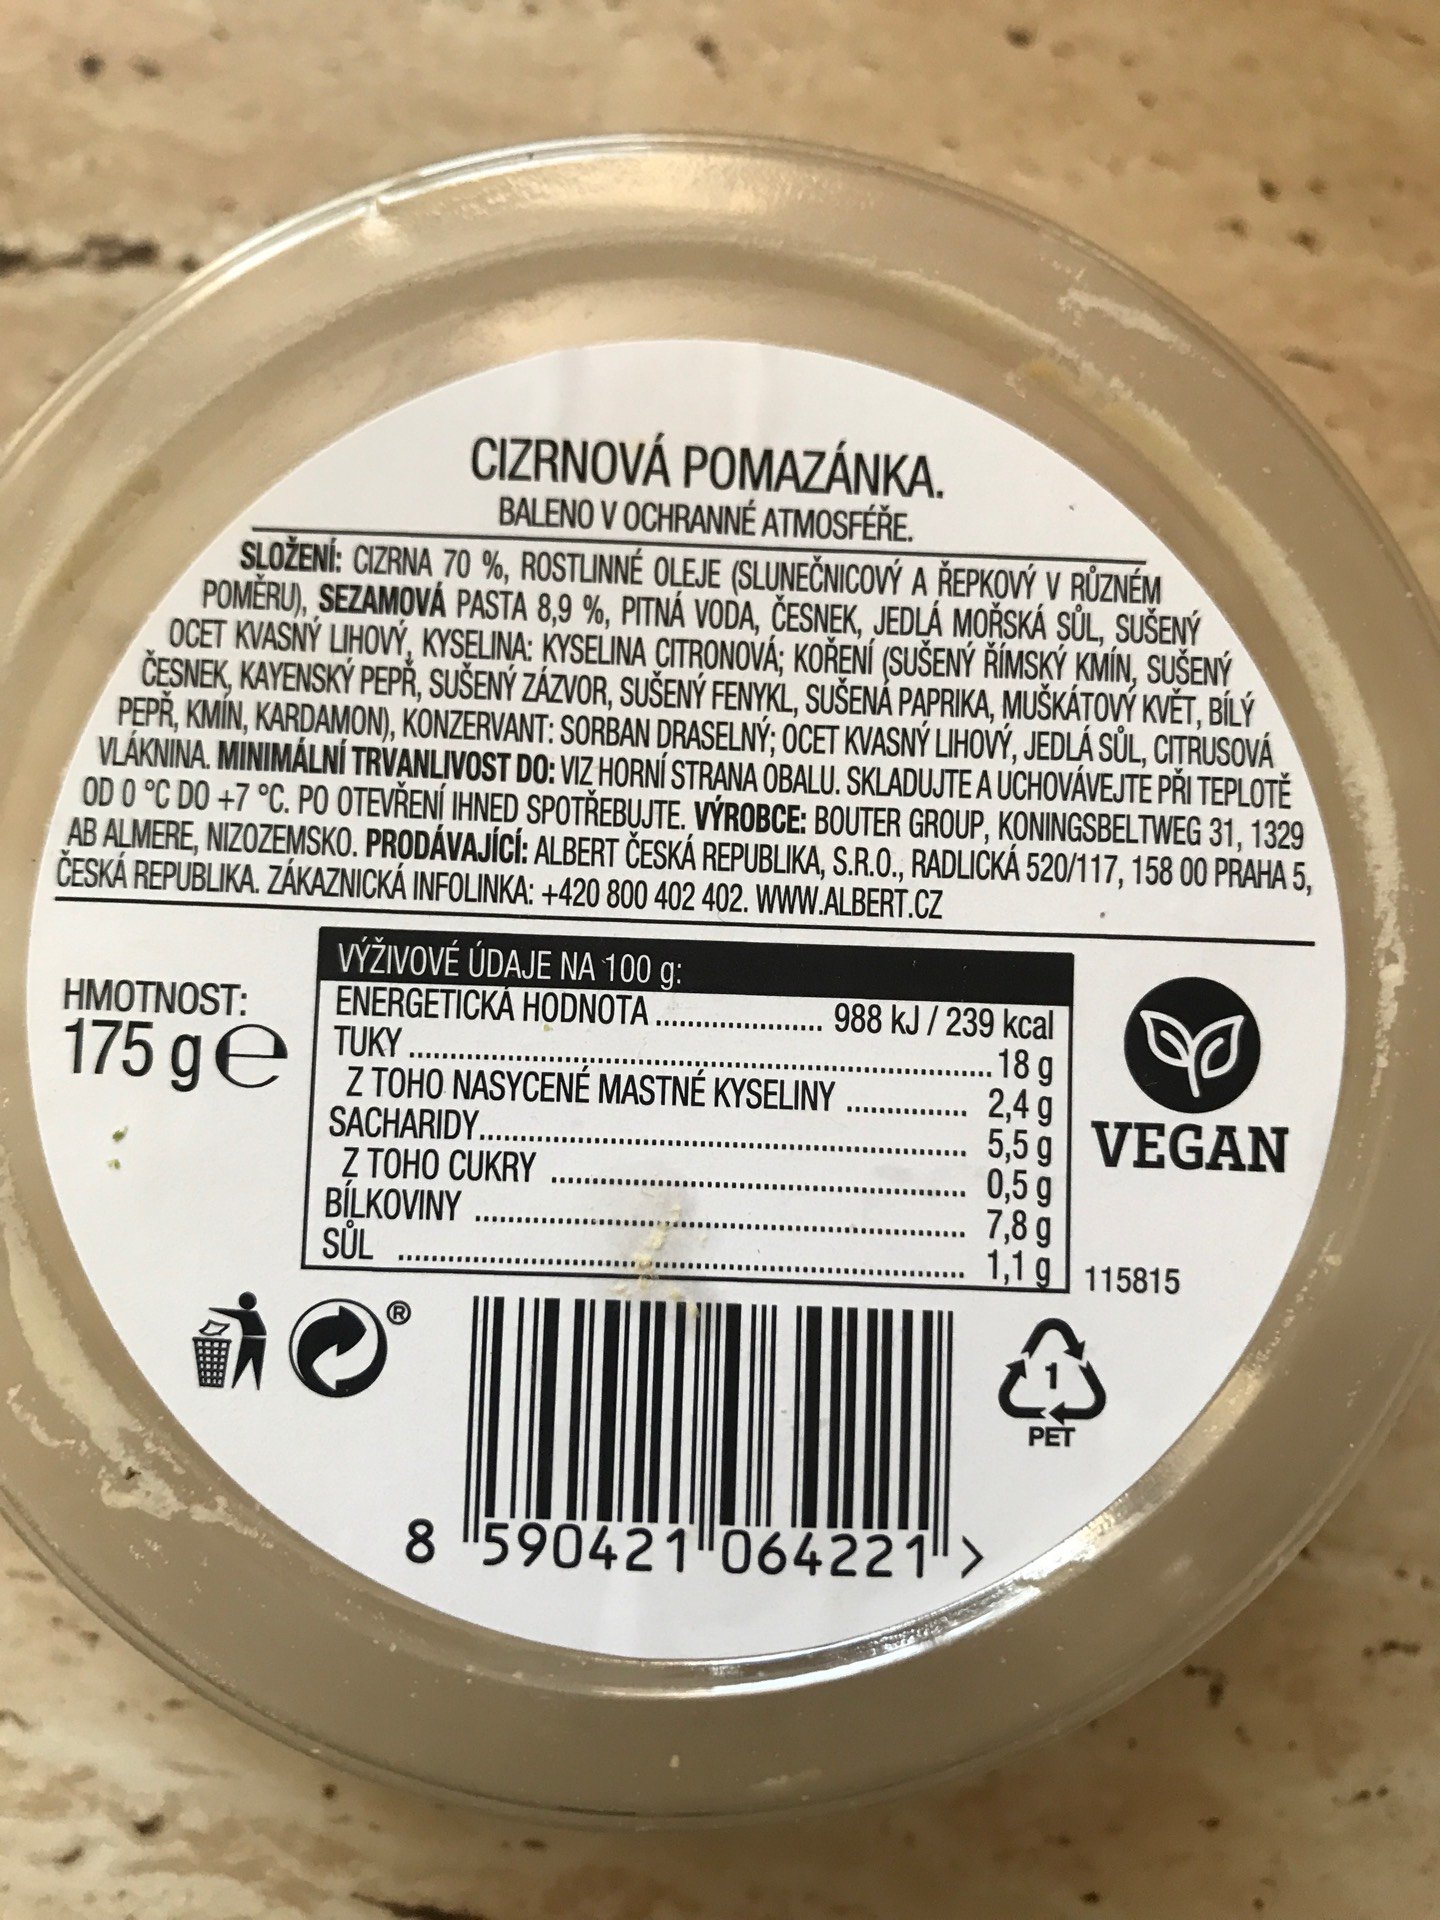 CIZRNOVÁ POMAZÁNKA.
BALENO V OCHRANNÉ ATMOSFÉŘE.
SLOŽENÍ: CIZRNA 70 %, ROSTLINNÉ OLEJE (SLUNEČNICOVÝ A ŘEPKOVÝ V RŮZNÉM
POMĚRU), SEZAMOVÁ PASTA 8,9 %, PITNÁ VODA, ČESNEK, JEDLÁ MOŘSKÁ SŮL, SUŠENÝ
OCET KVASNÝ LIHOVÝ, KYSELINA: KYSELINA CITRONOVÁ; KOŘENÍ (SUŠENÝ ŘÍMSKÝ KMÍN, SUŠENÝ
ČESNEK, KAYENSKÝ PEPŘ, SUŠENÝ ZÁZVOR, SUŠENÝ FENYKL, SUŠENÁ PAPRIKA, MUŠKÁTOVÝ KVĚT, BÍLÝ
PEPŘ, KMÍN, KARDAMON), KONZERVANT: SORBAN DRASELNÝ; OCET KVASNÝ LIHOVÝ, JEDLÁ SŮL, CITRUSOVÁ
VLÁKNINA. MINIMÁLNÍ TRVANLIVOST DO: VIZ HORNÍ STRANA OBALU. SKLADUJTE A UCHOVÁVEJTE PŘI TEPLOTĚ
OD 0 °C DO +7 °C. PO OTEVŘENÍ IHNED SPOTŘEBUJTE. VÝROBCE: BOUTER GROUP, KONINGSBELTWEG 31, 1329
AB ALMERE, NIZOZEMSKO. PRODÁVAJÍCÍ: ALBERT ČESKÁ REPUBLIKA, S.R.O., RADLICKÁ 520/117, 158 00 PRAHA 5,
ČESKÁ REPUBLIKA. ZÁKAZNICKÁ INFOLINKA: +420 800 402 402. WWW.ALBERT.CZ
HMOTNOST:
175 g ℮
VÝŽIVOVÉ ÚDAJE NA 100 g:
ENERGETICKÁ HODNOTA .................... 988 kJ / 239 kcal
TUKY .................... 18 g
Z TOHO NASYCENÉ MASTNÉ KYSELINY ............... 2,4 g
SACHARIDY.................... 5,5 g
Z TOHO CUKRY .................... 0,5 g
BÍLKOVINY .................... 7,8 g
SŮL .................... 1,1 g
VEGAN
115815
®
1
PET
8 590421 064221 >